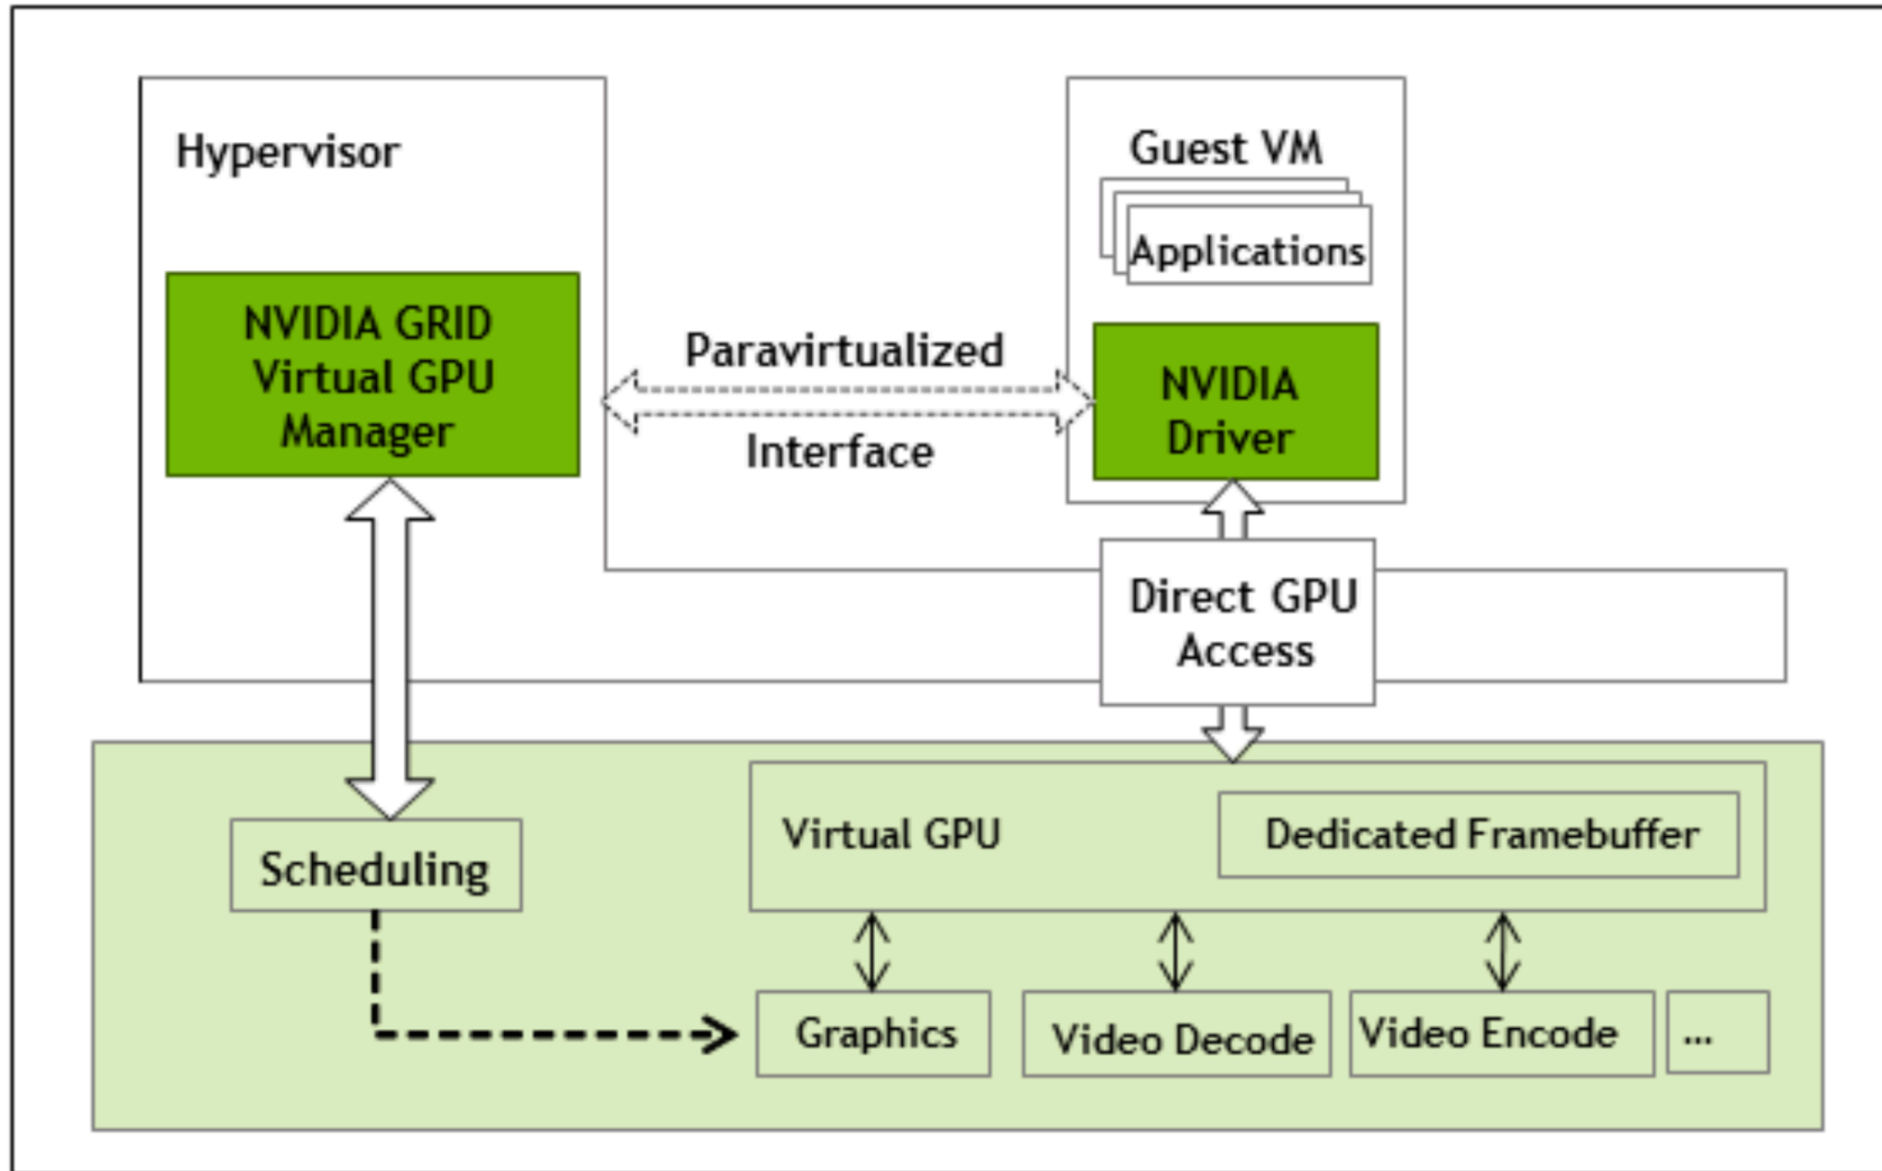 Hypervisor
NVIDIA GRID
Virtual GPU
Manager
Paravirtualized
Interface
Guest VM
Applications
NVIDIA
Driver
Direct GPU
Access
Scheduling
Virtual GPU
Dedicated Framebuffer
Graphics
Video Decode
Video Encode
...